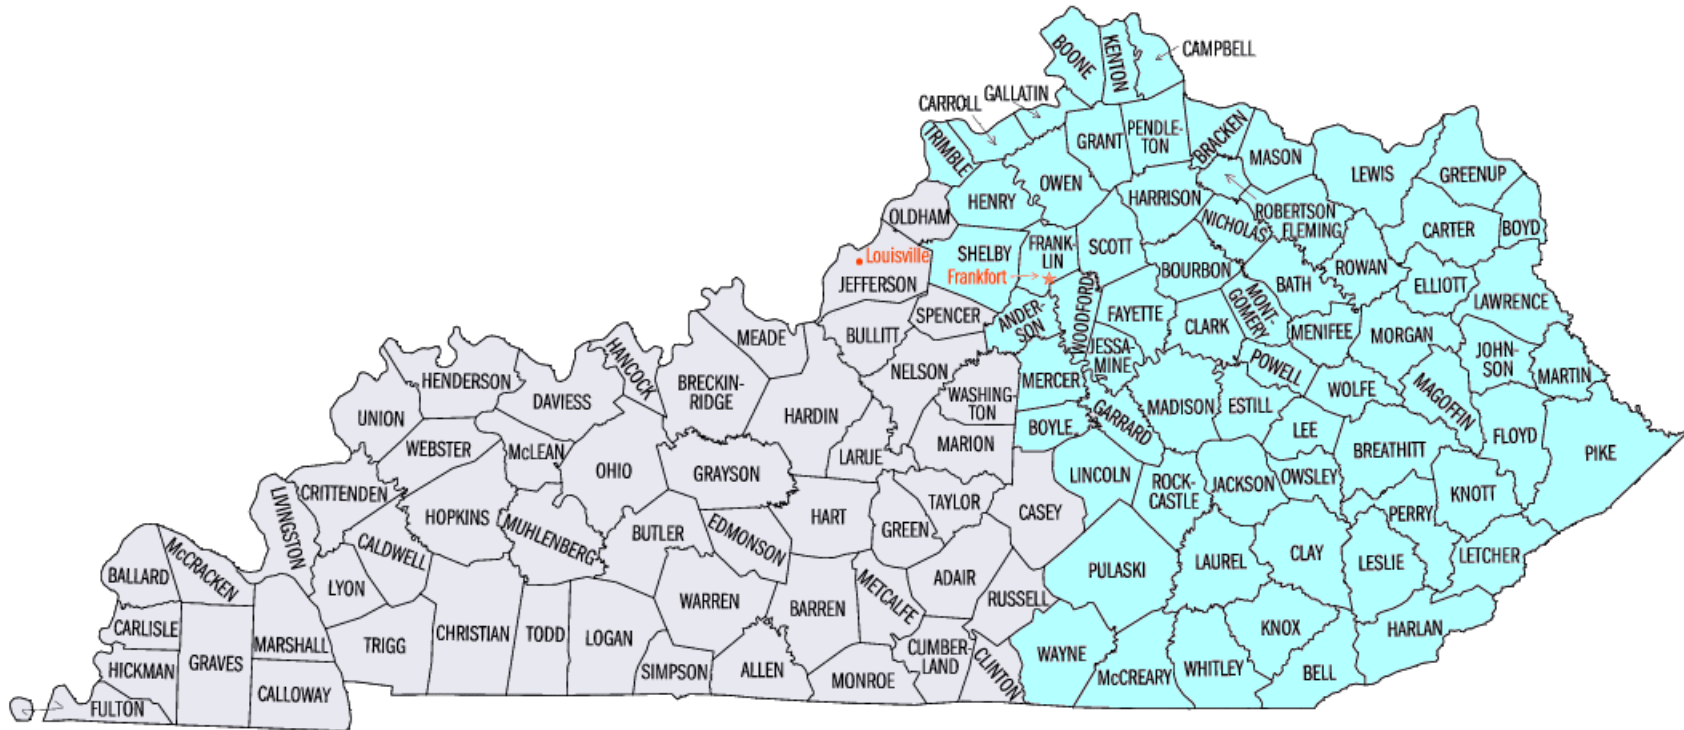 BOONE
KENTON
CAMPBELL
GALLATIN
CARROLL
TRIMBLE
GRANT
PENDLE-
TON
BRACKEN
MASON
LEWIS
GREENUP
OWEN
HENRY
HARRISON
ROBERTSON
NICHOLAS
FLEMING
CARTER
BOYD
OLDHAM
SHELBY
FRANK-
LIN
SCOTT
Louisville
Frankfort
JEFFERSON
BOURBON
BATH
ROWAN
ELLIOTT
LAWRENCE
SPENCER
ANDER-
SON
WOODFORD
FAYETTE
CLARK
MONT-
GOMERY
MENIFEE
MORGAN
MEADE
BULLITT
JESSA-
MINE
POWELL
JOHN-
SON
MARTIN
HANCOCK
HENDERSON
BRECKIN-
RIDGE
NELSON
WASHING-
TON
MERCER
WOLFE
MAGOFFIN
UNION
DAVIESS
HARDIN
BOYLE
GARRARD
MADISON
ESTILL
LEE
BREATHITT
FLOYD
PIKE
WEBSTER
McLEAN
OHIO
GRAYSON
LARUE
MARION
LINCOLN
ROCK-
CASTLE
JACKSON
OWSLEY
KNOTT
CRITTENDEN
LIVINGSTON
HOPKINS
MUHLENBERG
BUTLER
EDMONSON
HART
GREEN
TAYLOR
CASEY
PERRY
LETCHER
BALLARD
McCRACKEN
CALDWELL
LYON
WARREN
BARREN
METCALFE
ADAIR
RUSSELL
PULASKI
LAUREL
CLAY
LESLIE
CARLISLE
GRAVES
MARSHALL
TRIGG
CHRISTIAN
TODD
LOGAN
SIMPSON
ALLEN
MONROE
CUMBER-
LAND
CLINTON
WAYNE
McCREARY
WHITLEY
KNOX
BELL
HARLAN
HICKMAN
CALLOWAY
FULTON